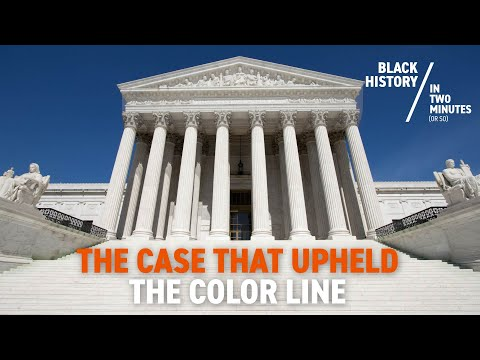 BLACK
HISTORY
IN
TWO
MINUTES
(OR SO)
THE CASE THAT UPHELD
THE COLOR LINE